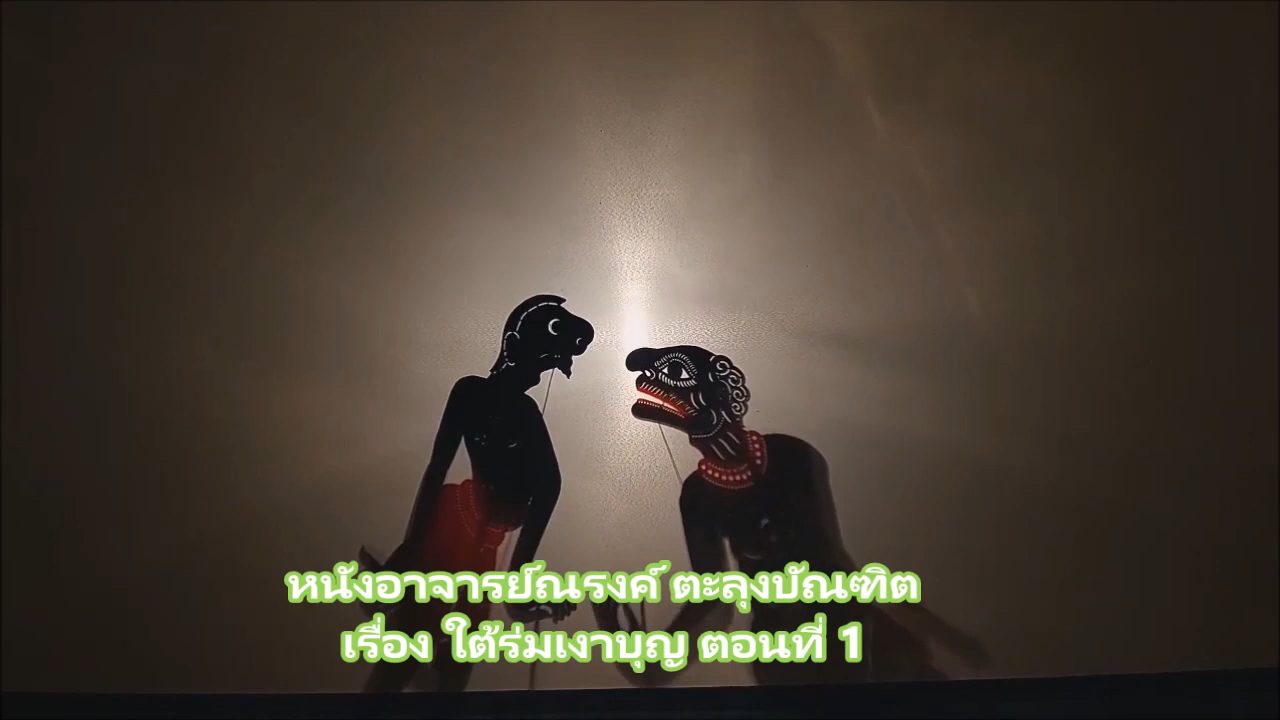 หนังอาจารย์ณรงค์ ตะลุงบัณฑิต
เรื่อง ใต้ร่มเงาบุญ ตอนที่ 1